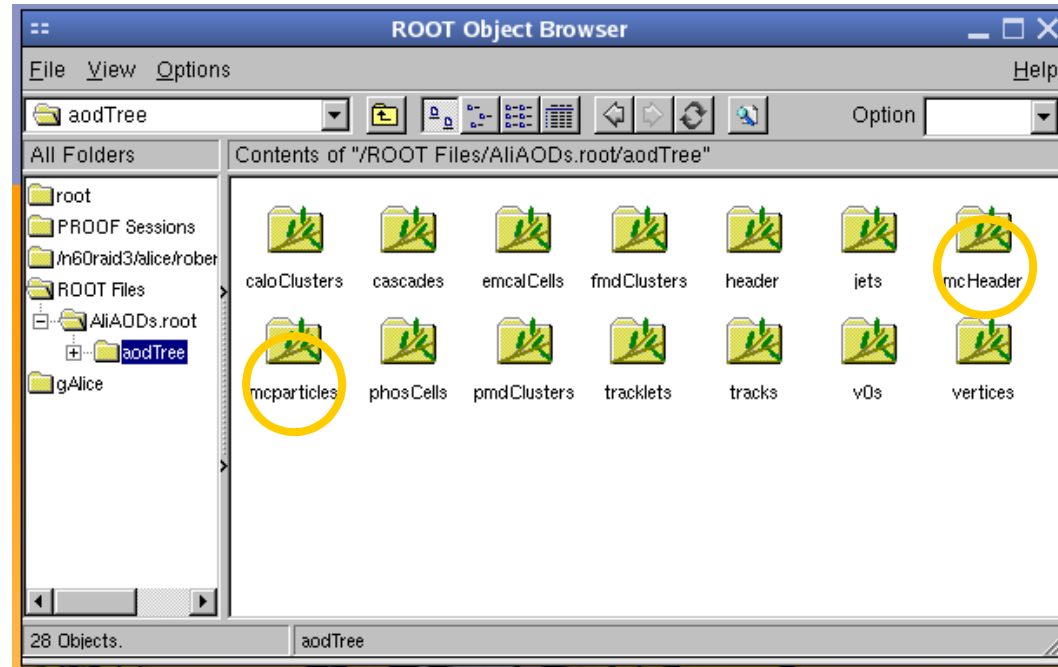 ROOT Object Browser
File View Options Help
aodTree Option
All Folders
Contents of "/ROOT Files/AliAODs.root/aodTree"
root
PROOF Sessions
/n60raid3/alice/rober
ROOT Files
AliAODs.root
aodTree
gAlice
caloClusters cascades emcalCells fmdClusters header jets mcHeader
mcparticles phosCells pmdClusters tracklets tracks v0s vertices
28 Objects. aodTree